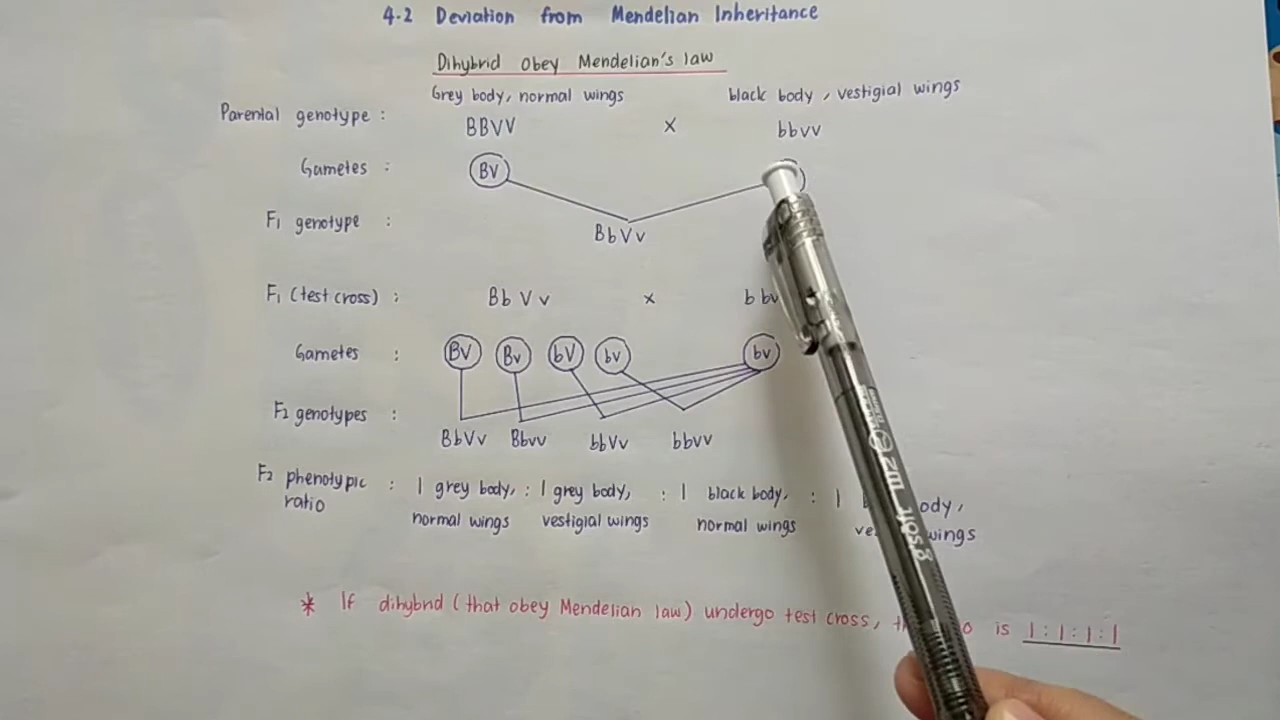 4.2 Deviation from Mendelian Inheritance
Dihybrid obey Mendelian's law
Grey body, normal wings black body, vestigial wings
Parental genotype : BBVV x bbvv
Gametes : BV
F1 genotype : BbVv
F1 (test cross) : BbVv x bbv
Gametes : BV Bv bV bv bv
F2 genotypes :
BbVv Bbvv bbVv bbvv
F2 phenotypic ratio : 1 grey body, : 1 grey body, : 1 black body, : 1 body,
normal wings vestigial wings normal wings wings
* If dihybrid (that obey Mendelian law) undergo test cross, is 1:1:1:1